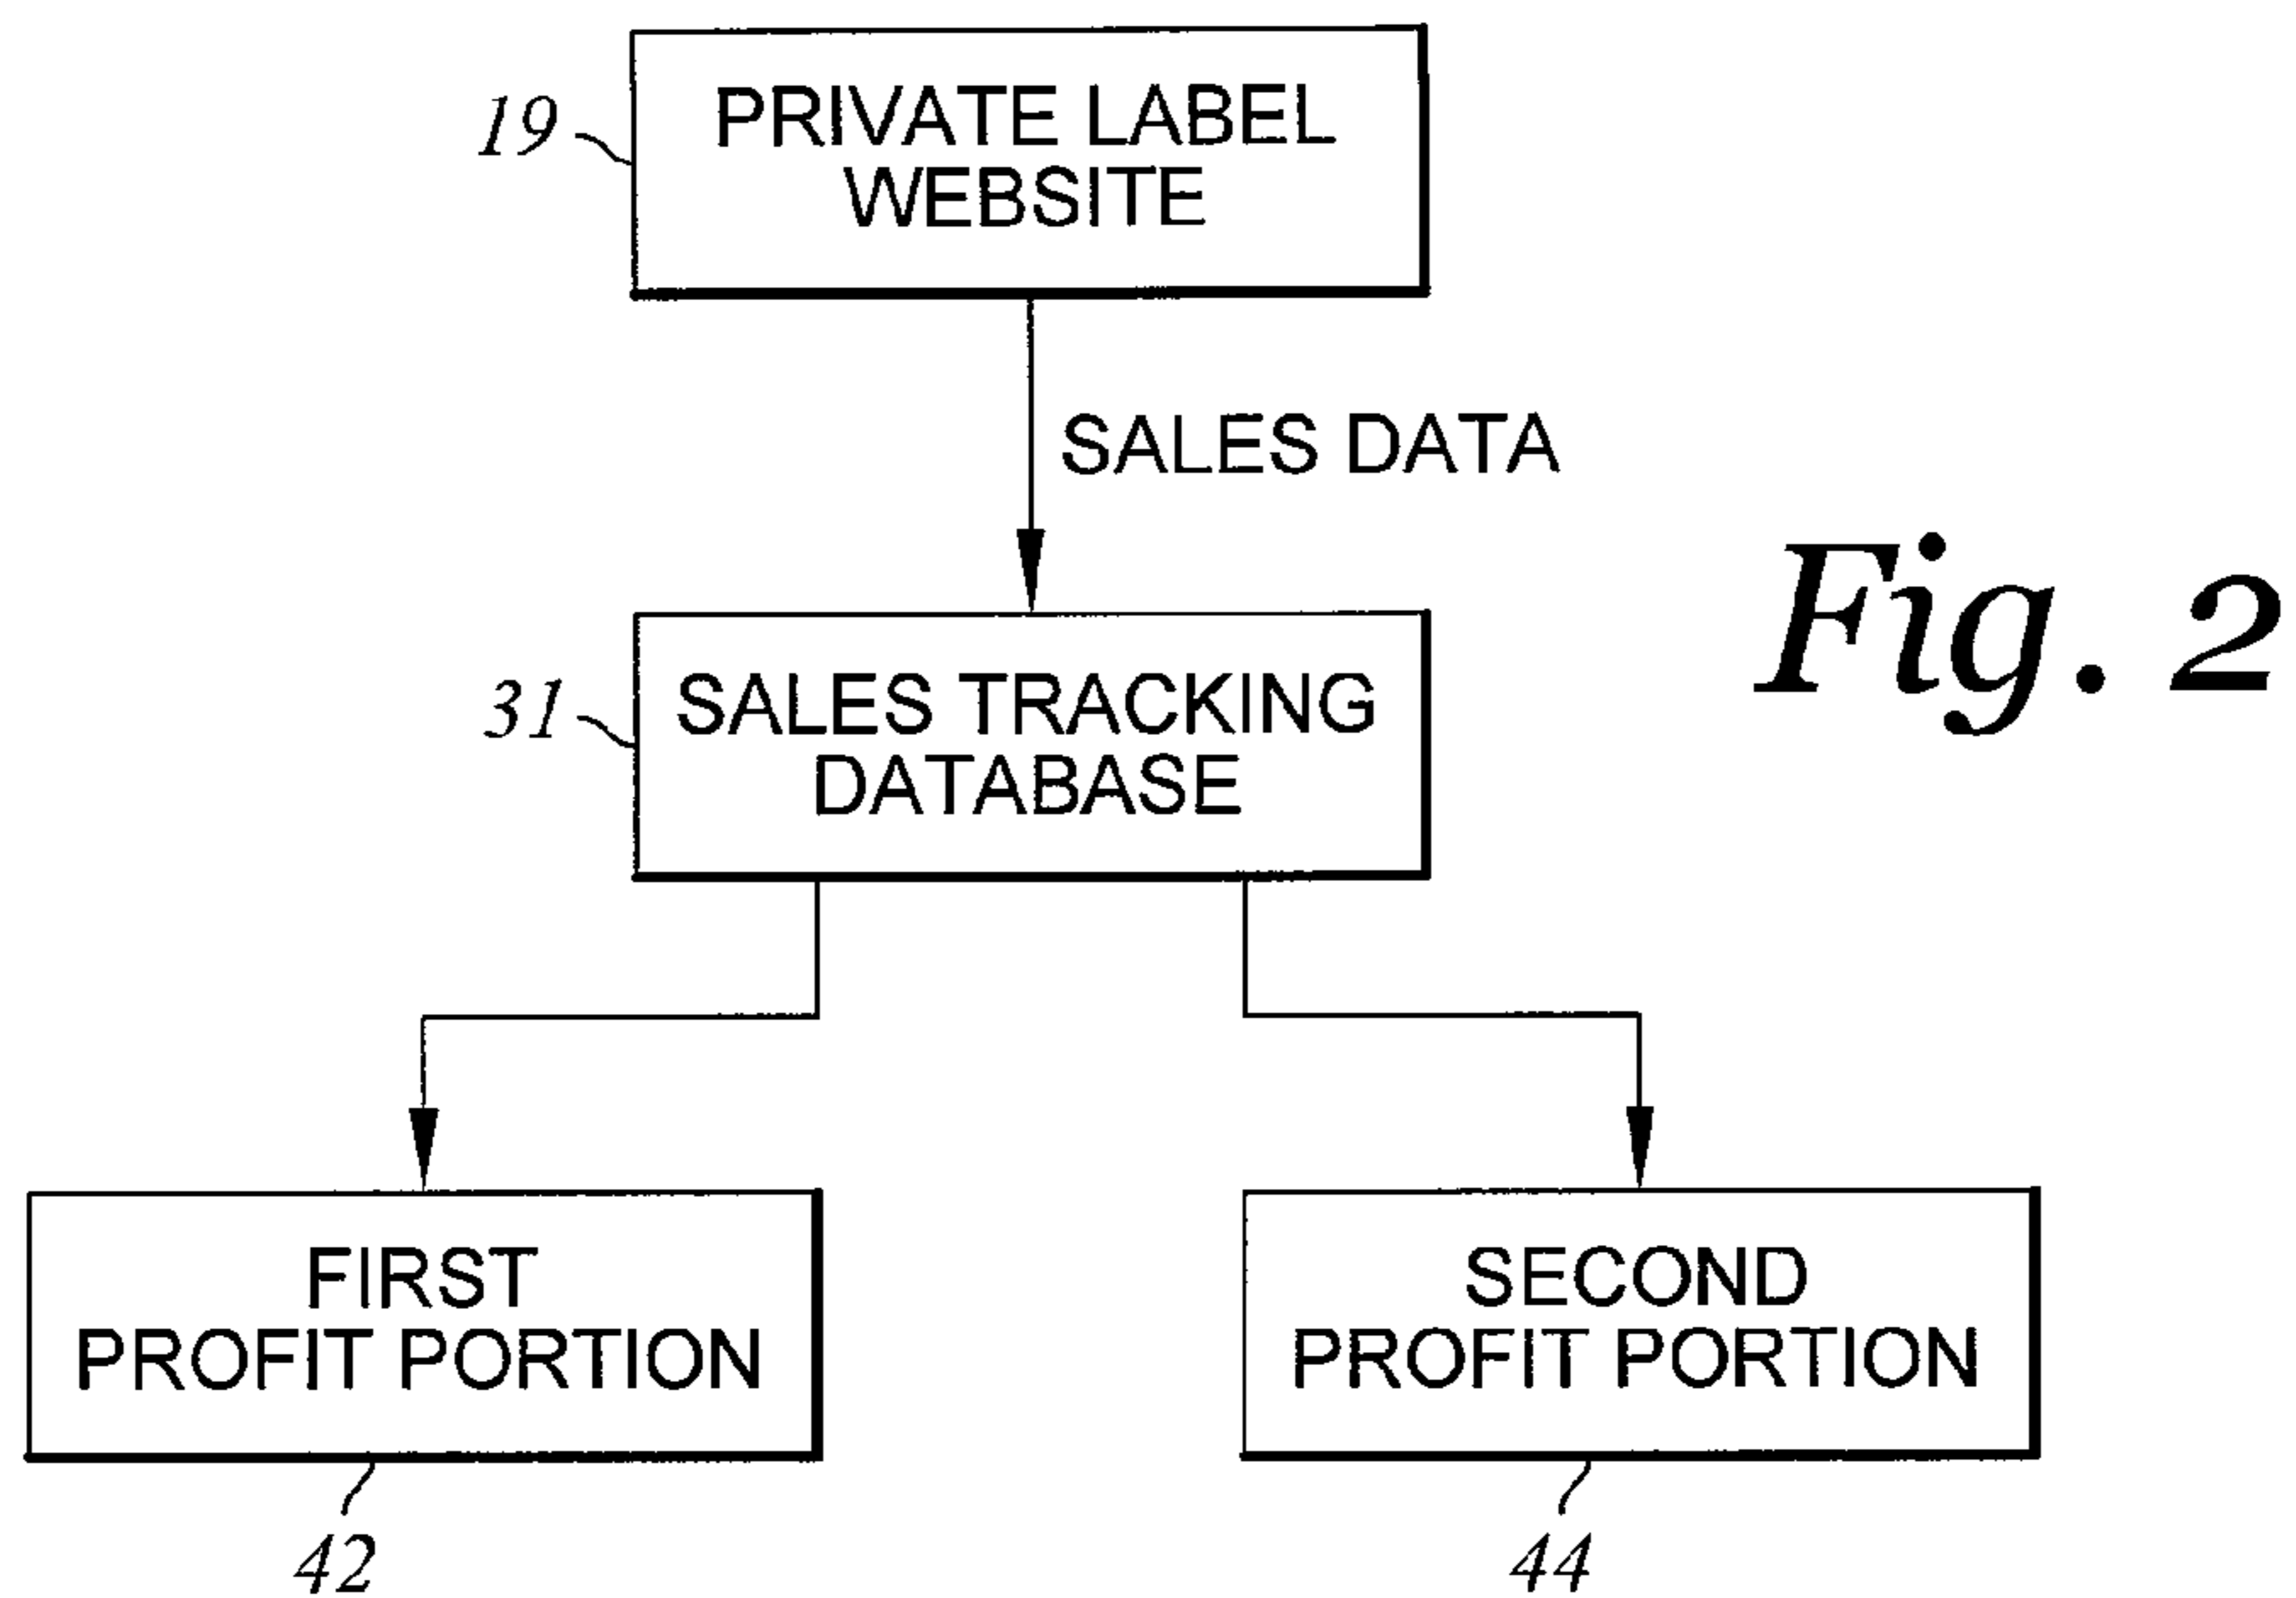 PRIVATE LABEL
WEBSITE
19
SALES DATA
Fig. 2
SALES TRACKING
DATABASE
31
FIRST
PROFIT PORTION
SECOND
PROFIT PORTION
42
44